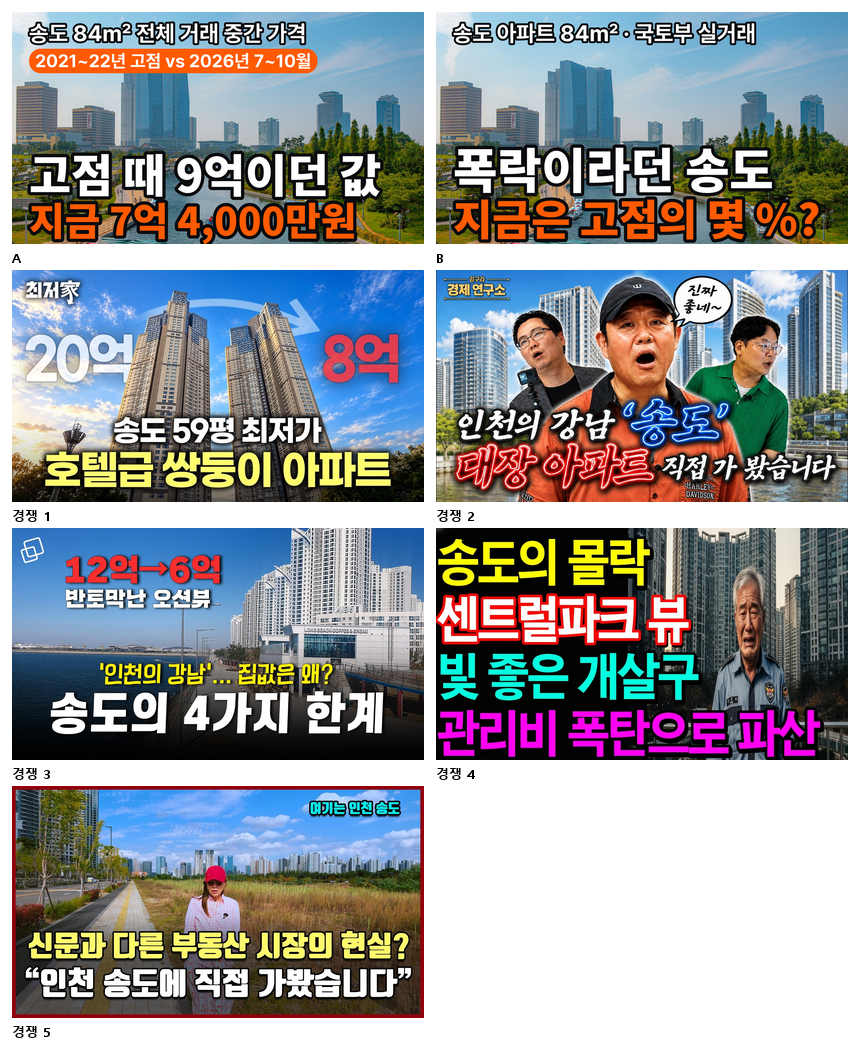 송도 84m² 전체 거래 중간 가격
2021~22년 고점 vs 2026년 7~10월
고점 때 9억이던 값
지금 7억 4,000만원
A
송도 아파트 84m² · 국토부 실거래
폭락이라던 송도
지금은 고점의 몇 %?
B
최저家
20억
8억
송도 59평 최저가
호텔급 쌍둥이 아파트
경쟁 1
김구라
경제 연구소
진짜
좋네~
인천의 강남 '송도'
대장 아파트 직접 가 봤습니다
HARLEY
DAVIDSON
경쟁 2
12억→6억
반토막난 오션뷰
LONG BEACH COFFEE & BREAD
'인천의 강남'... 집값은 왜?
송도의 4가지 한계
경쟁 3
송도의 몰락
센트럴파크 뷰
빛 좋은 개살구
관리비 폭탄으로 파산
경쟁 4
여기는 인천 송도
신문과 다른 부동산 시장의 현실?
“인천 송도에 직접 가봤습니다”
경쟁 5